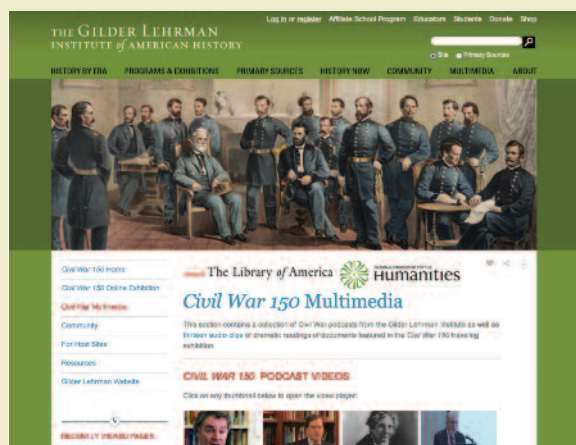 Log in or register Affiliate School Program Educators Students Donate Shop
THE GILDER LEHRMAN
INSTITUTE of AMERICAN HISTORY
Site Primary Sources
HISTORY BY ERA PROGRAMS & EXHIBITIONS PRIMARY SOURCES HISTORY NOW COMMUNITY MULTIMEDIA ABOUT
Civil War 150 Home
Civil War 150 Online Exhibition
Civil War Multimedia
Community
For Host Sites
Resources
Gilder Lehrman Website
RECENTLY VIEWED PAGES
The Library of America
Humanities
Civil War 150 Multimedia
This section contains a collection of Civil War podcasts from the Gilder Lehrman Institute as well as
thirteen audio clips of dramatic readings of documents featured in the Civil War 150 traveling
exhibition.
CIVIL WAR 150 PODCAST VIDEOS
Click on any thumbnail below to open the video player: